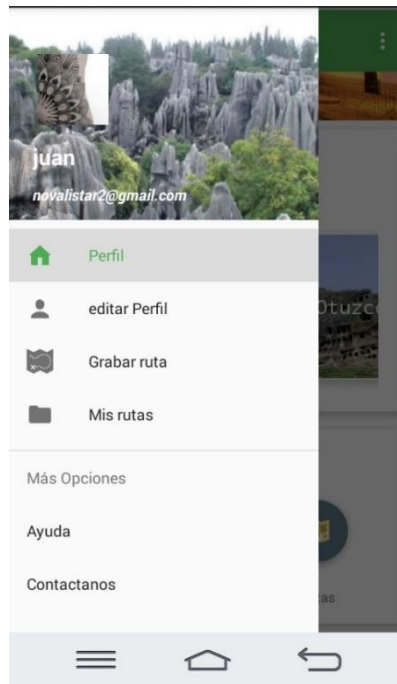 juan
novalistar2@gmail.com
Perfil
editar Perfil
Grabar ruta
Mis rutas
Más Opciones
Ayuda
Contactanos